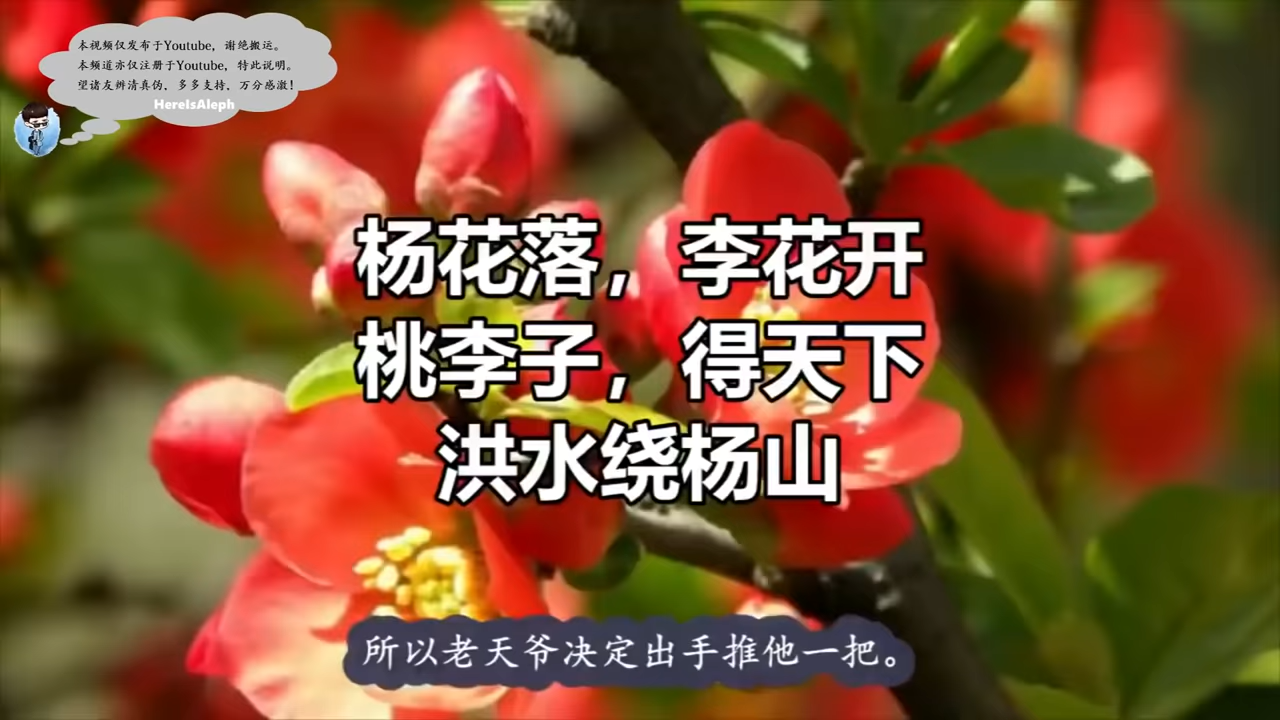 本视频仅发布于Youtube，谢绝搬运。
本频道亦仅注册于Youtube，特此说明。
望诸友辨清真伪，多多支持，万分感激！
HereIsAleph
杨花落，李花开
桃李子，得天下
洪水绕杨山
所以老天爷决定出手推他一把。